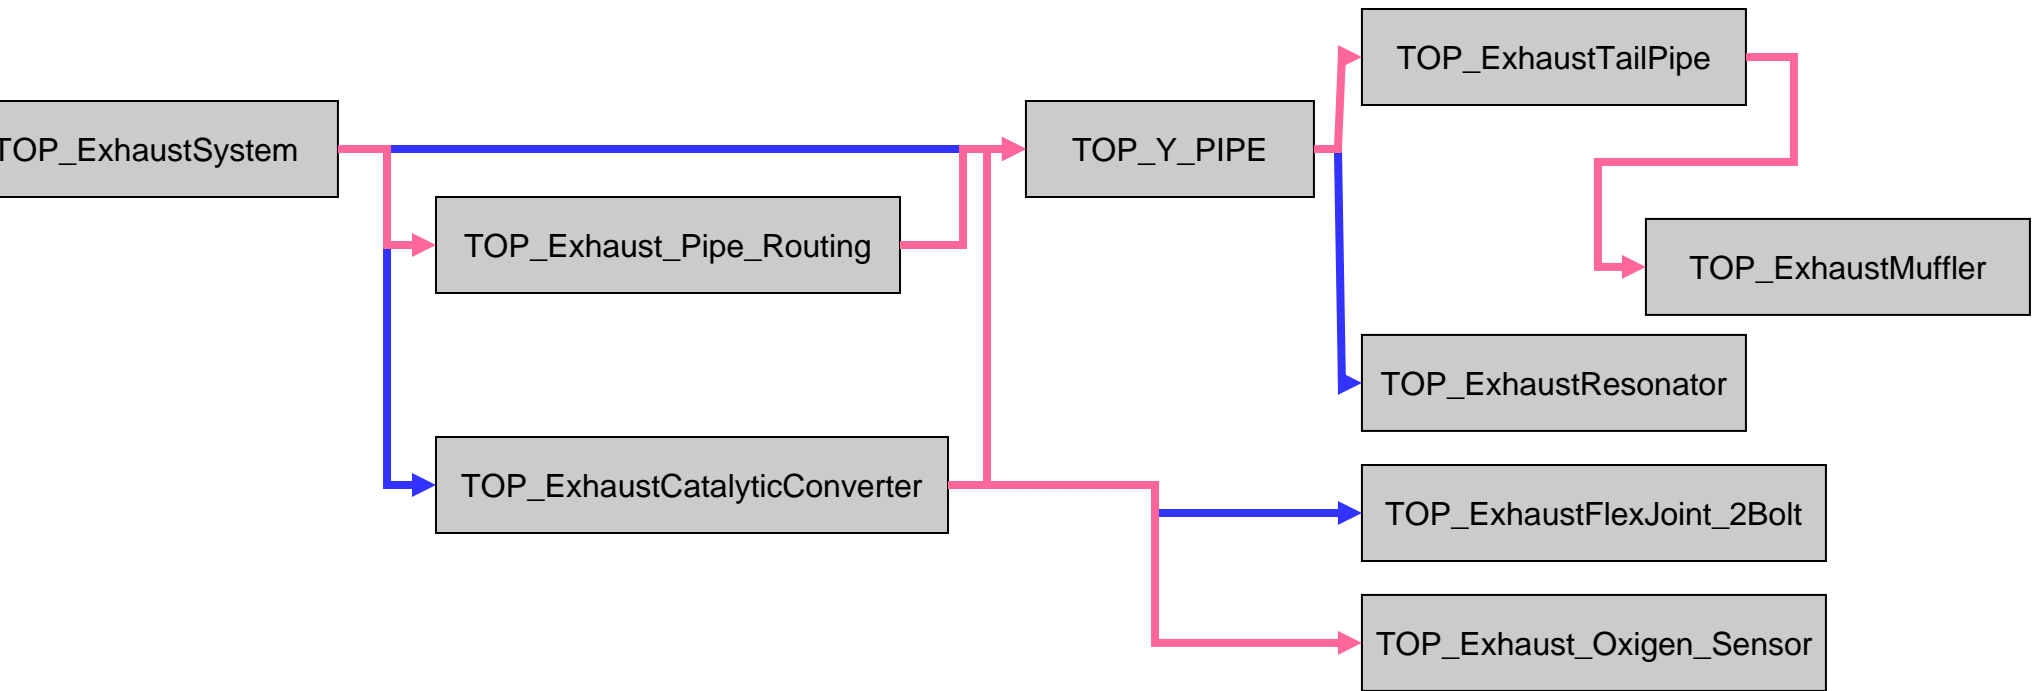 TOP_ExhaustTailPipe
TOP_ExhaustSystem
TOP_Y_PIPE
TOP_Exhaust_Pipe_Routing
TOP_ExhaustMuffler
TOP_ExhaustResonator
TOP_ExhaustCatalyticConverter
TOP_ExhaustFlexJoint_2Bolt
TOP_Exhaust_Oxigen_Sensor